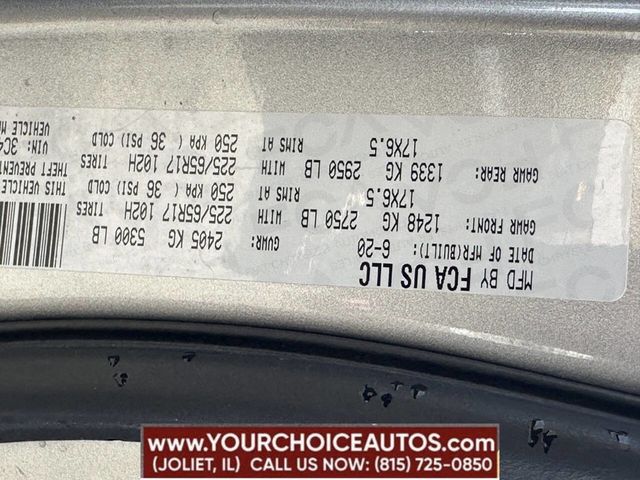 MFD BY FCA US LLC
DATE OF MFR(BUILT): 6-20 GVWR: 2405 KG 5300 LB
GAWR FRONT: 1248 KG 2750 LB WITH 225/65R17 102H TIRES
17X6.5 RIMS AT 250 KPA ( 36 PSI) COLD
GAWR REAR: 1339 KG 2950 LB WITH 225/65R17 102H TIRES
17X6.5 RIMS AT 250 KPA ( 36 PSI) COLD
THIS VEHICLE
THEFT PREVENT
VIN: 3C4
VEHICLE M
www.YOURCHOICEAUTOS.com
(JOLIET, IL) CALL US NOW: (815) 725-0850